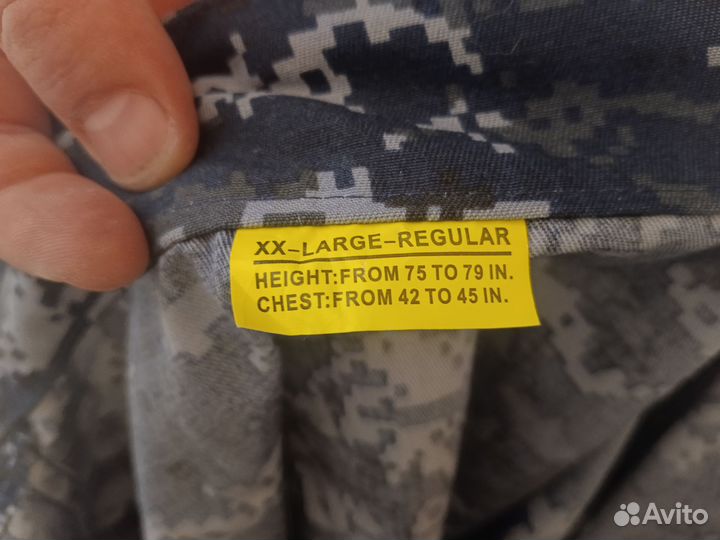 XX-LARGE-REGULAR
HEIGHT:FROM 75 TO 79 IN.
CHEST:FROM 42 TO 45 IN.
Avito